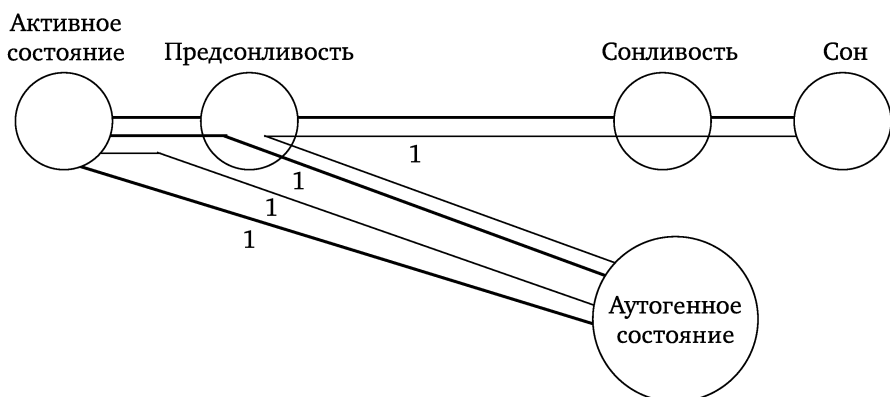 Активное
состояние
Предсонливость
Сонливость
Сон
1
1
1
1
Аутогенное
состояние